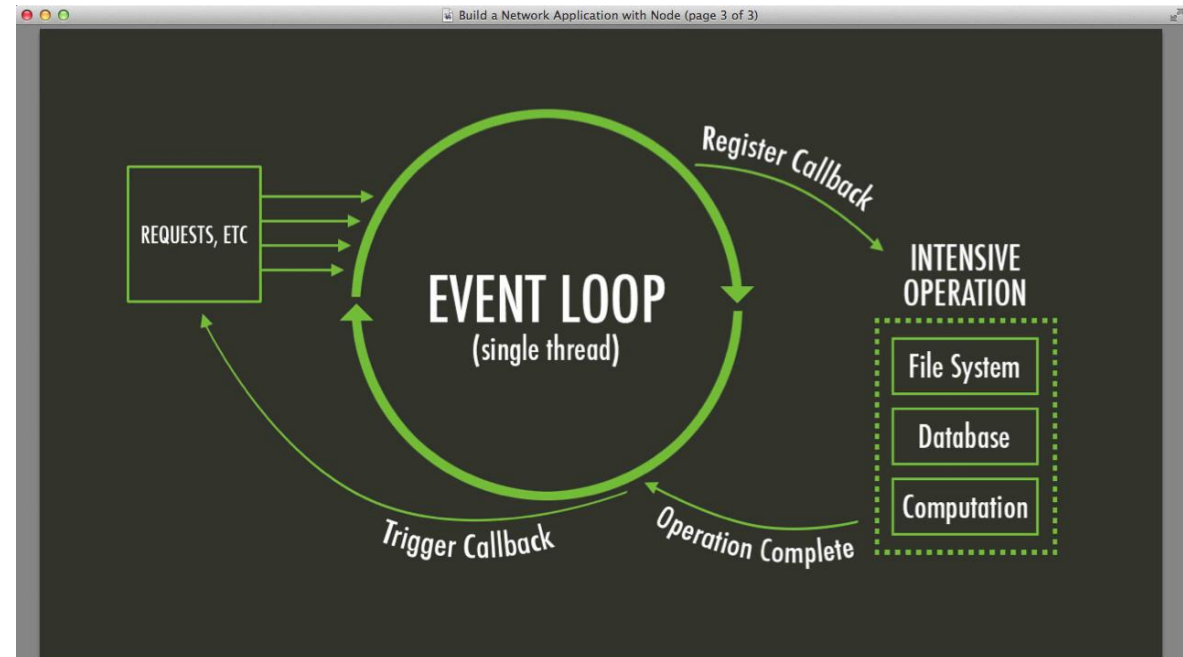 Build a Network Application with Node (page 3 of 3)
Register Callback
REQUESTS, ETC
EVENT LOOP
(single thread)
INTENSIVE
OPERATION
File System
Database
Computation
Trigger Callback
Operation Complete